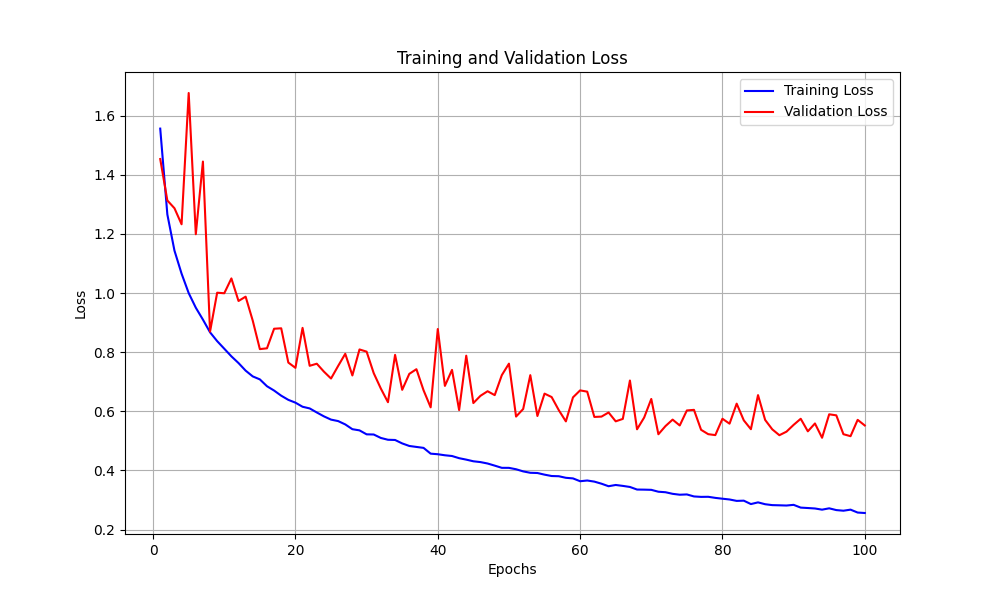 Training and Validation Loss
Training Loss
Validation Loss
1.6
1.4
1.2
1.0
0.8
0.6
0.4
0.2
Loss
0 20 40 60 80 100
Epochs